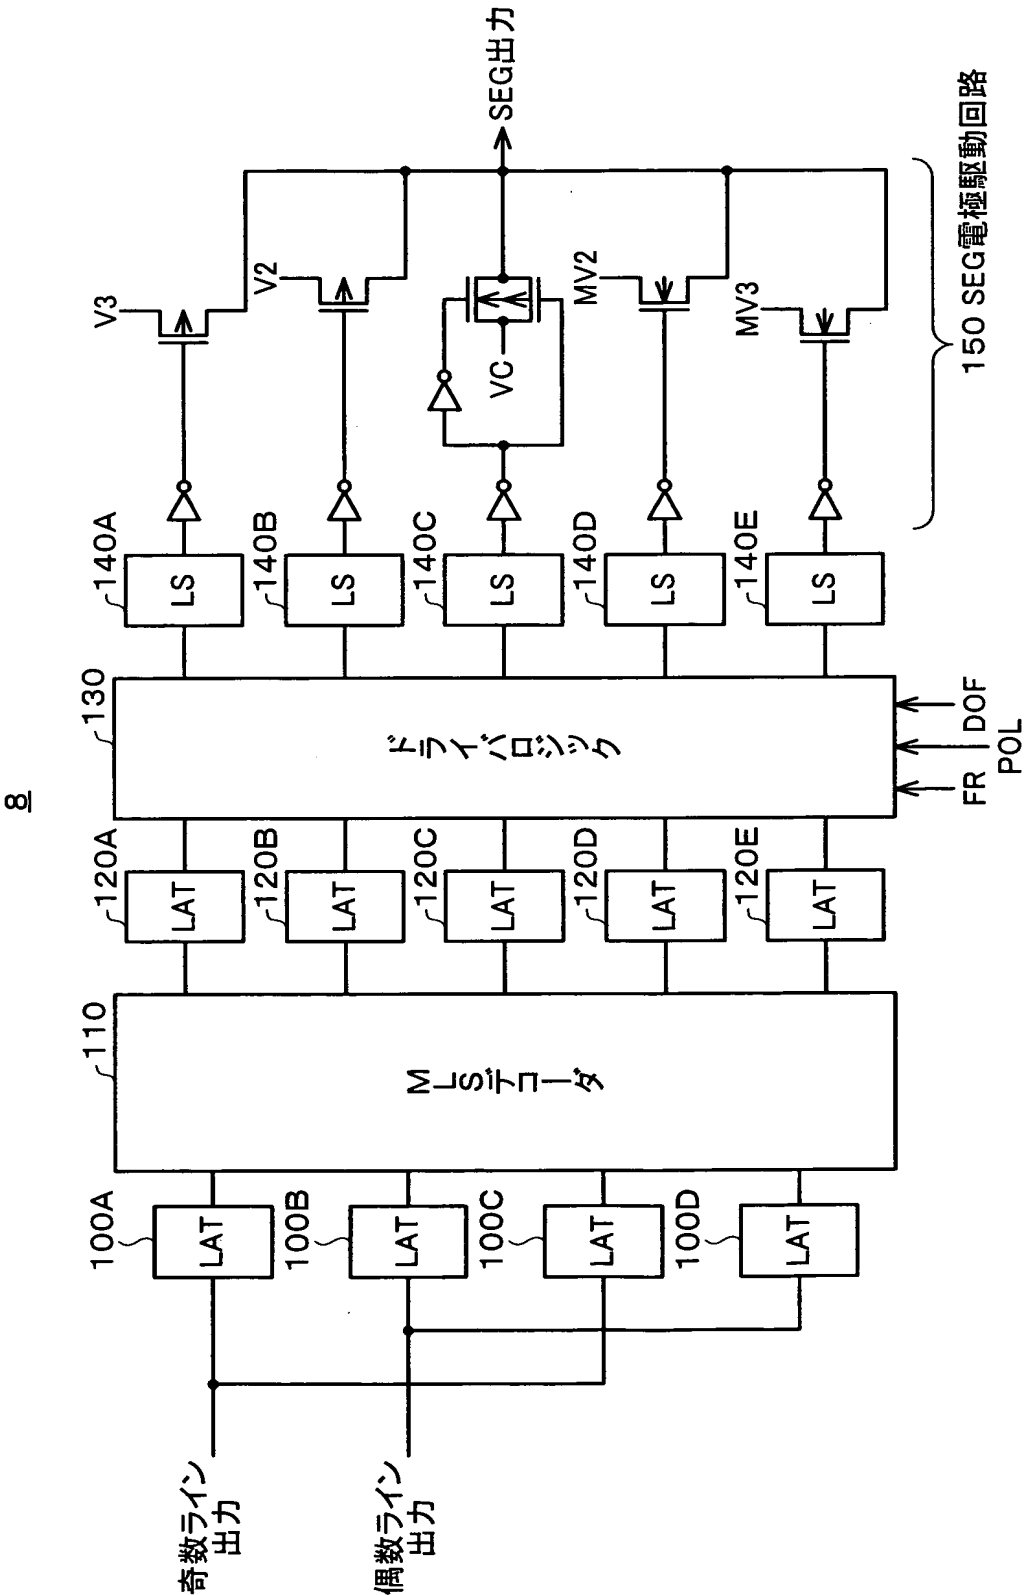 8
奇数ライン
出力
偶数ライン
出力
100A
LAT
100B
LAT
100C
LAT
100D
LAT
110
MLSデコーダ
120A
LAT
120B
LAT
120C
LAT
120D
LAT
120E
LAT
130
ドライバロジック
FR
POL
DOF
140A
LS
140B
LS
140C
LS
140D
LS
140E
LS
V3
V2
VC
MV2
MV3
SEG出力
150 SEG電極駆動回路